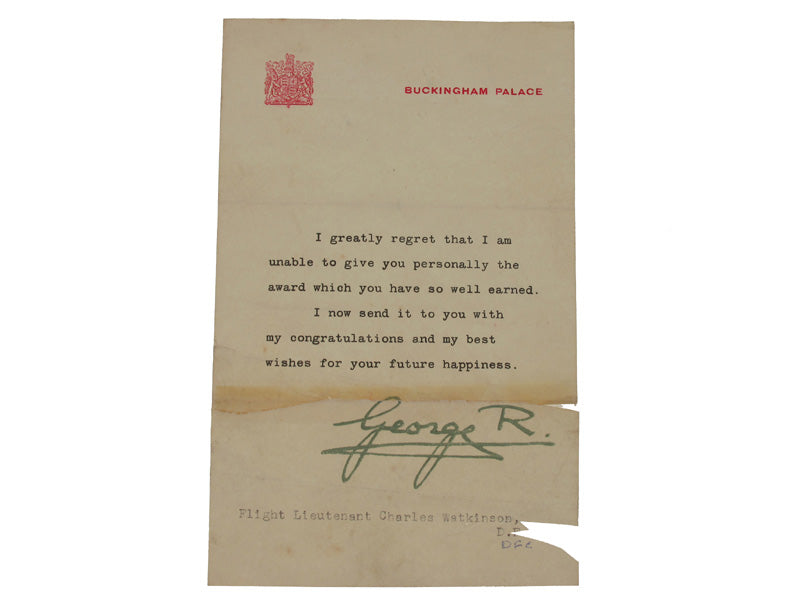 BUCKINGHAM PALACE
I greatly regret that I am
unable to give you personally the
award which you have so well earned.
I now send it to you with
my congratulations and my best
wishes for your future happiness.
George R.
Flight Lieutenant Charles Watkinson,
DFC